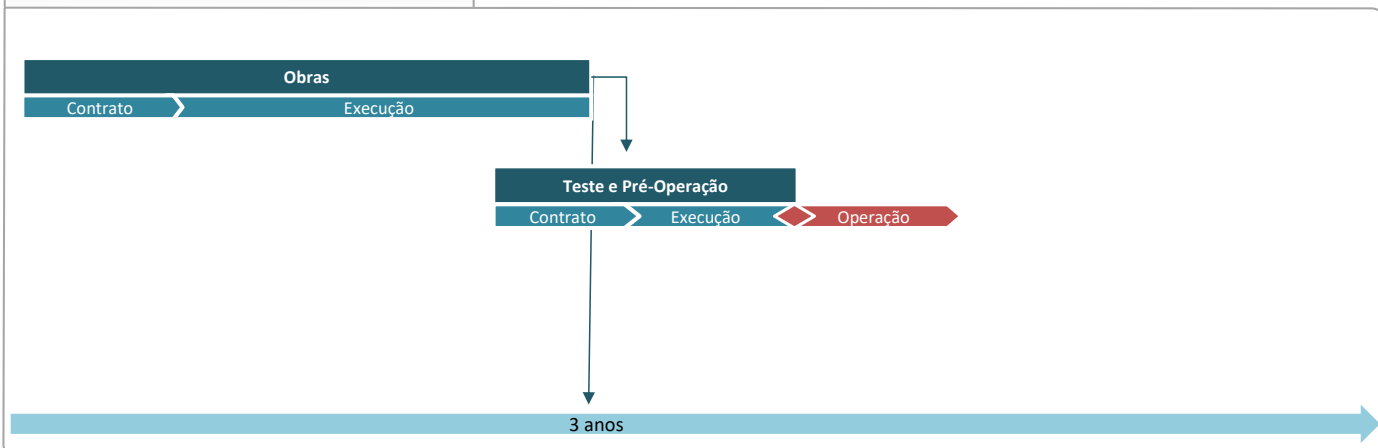 Obras
Contrato Execução
Teste e Pré-Operação
Contrato Execução Operação
3 anos